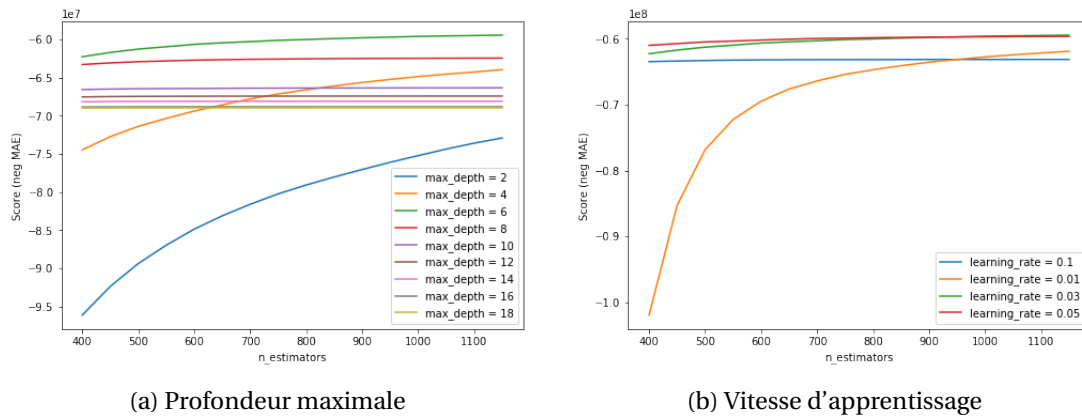 1e7
−6.0
−6.5
−7.0
−7.5
−8.0
−8.5
−9.0
−9.5
Score (neg MAE)
400 500 600 700 800 900 1000 1100
n_estimators
max_depth = 2
max_depth = 4
max_depth = 6
max_depth = 8
max_depth = 10
max_depth = 12
max_depth = 14
max_depth = 16
max_depth = 18
(a) Profondeur maximale
1e8
−0.6
−0.7
−0.8
−0.9
−1.0
Score (neg MAE)
400 500 600 700 800 900 1000 1100
n_estimators
learning_rate = 0.1
learning_rate = 0.01
learning_rate = 0.03
learning_rate = 0.05
(b) Vitesse d’apprentissage